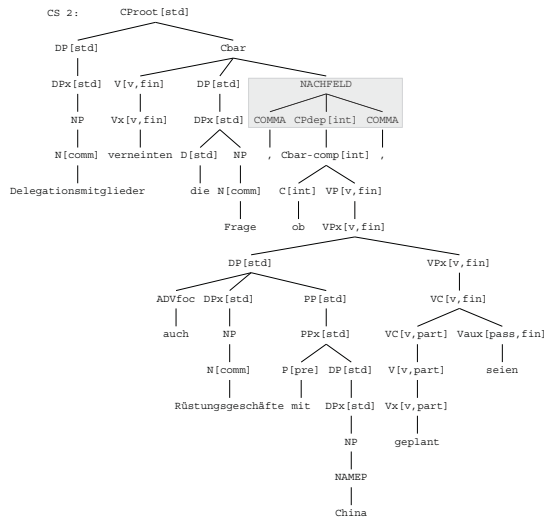 CS 2: CProot[std]
DP[std] Cbar
DPx[std] V[v,fin] DP[std] NACHFELD
NP Vx[v,fin] DPx[std] COMMA CPdep[int] COMMA
N[comm] verneinten D[std] NP , Cbar-comp[int] ,
Delegationsmitglieder die N[comm] C[int] VP[v,fin]
Frage ob VPx[v,fin]
DP[std] VPx[v,fin]
ADVfoc DPx[std] PP[std] VC[v,fin]
auch NP PPx[std] VC[v,part] Vaux[pass,fin]
N[comm] P[pre] DP[std] V[v,part] seien
Rüstungsgeschäfte mit DPx[std] Vx[v,part]
NP geplant
NAMEP
China